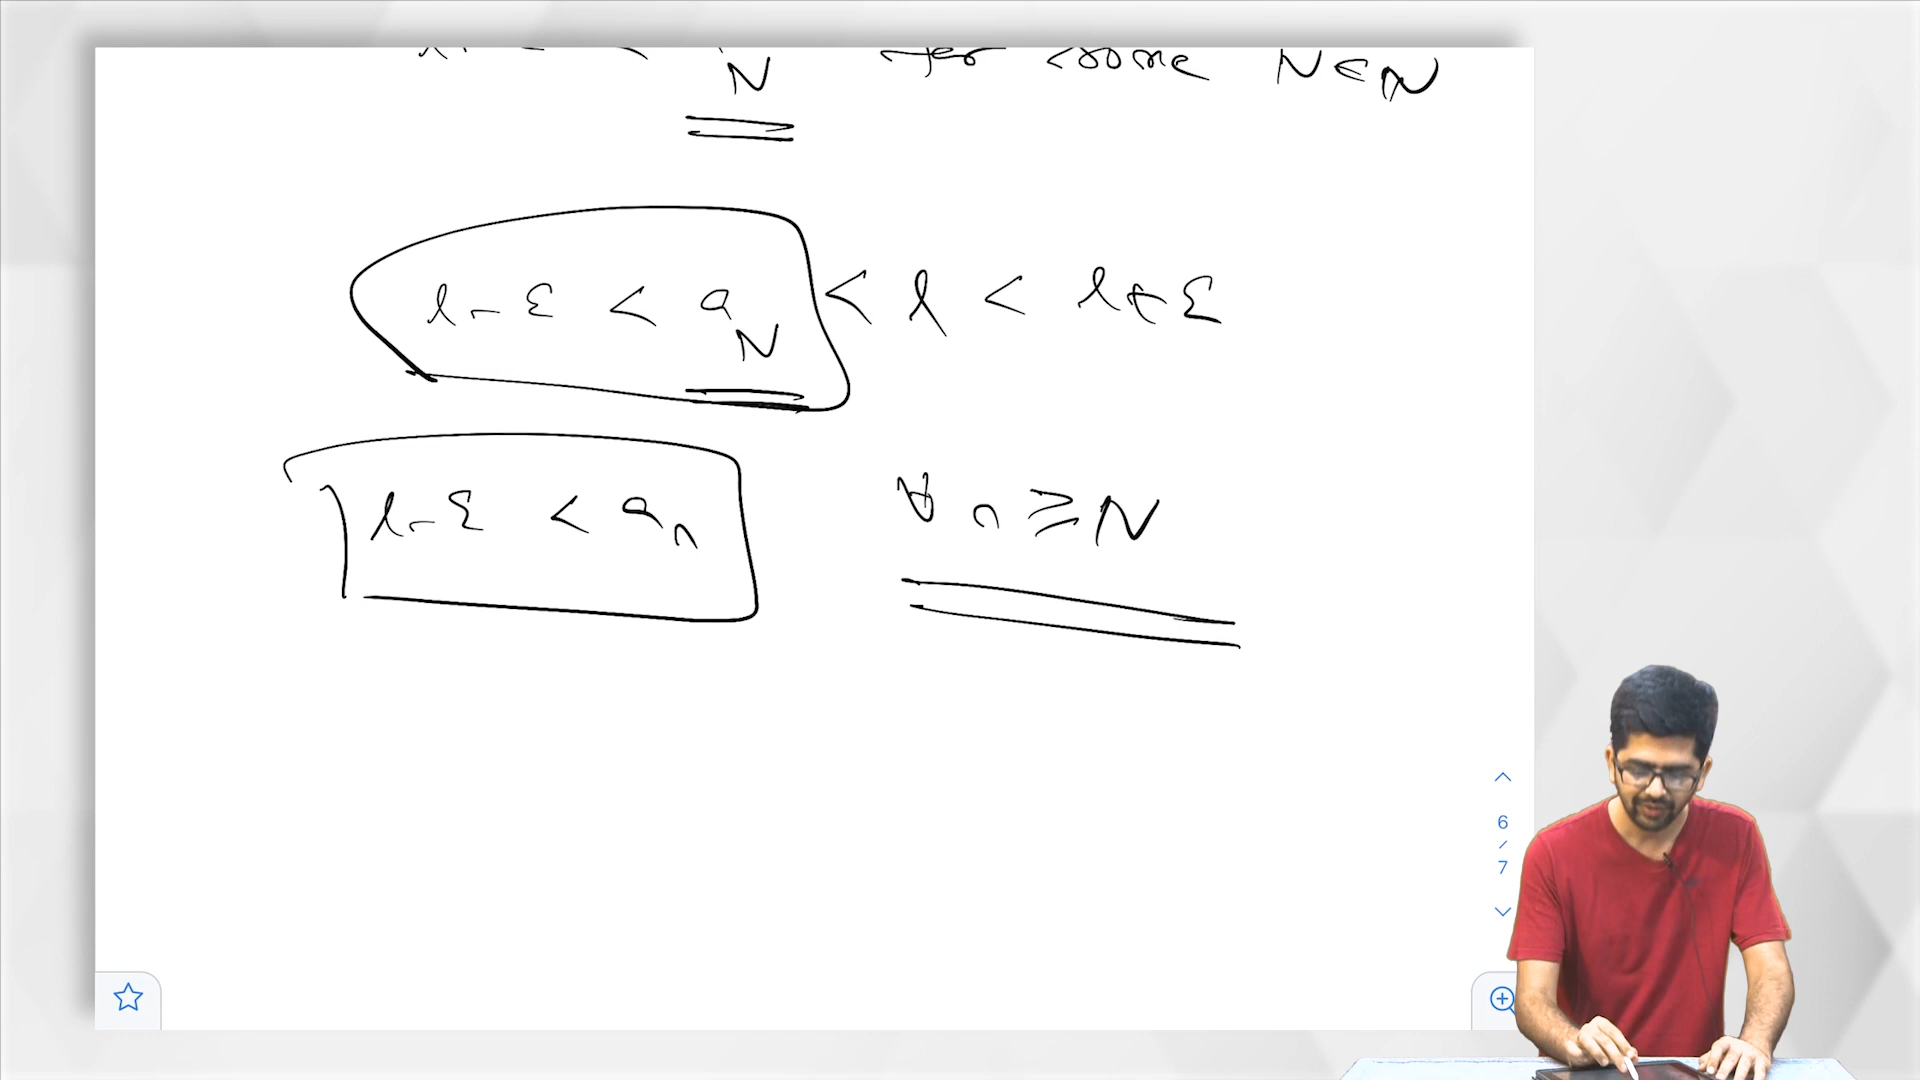 N for some N ∈ ℕ
l - ε < a_N < l < l + ε
l - ε < a_n ∀ n ≥ N
6
/
7